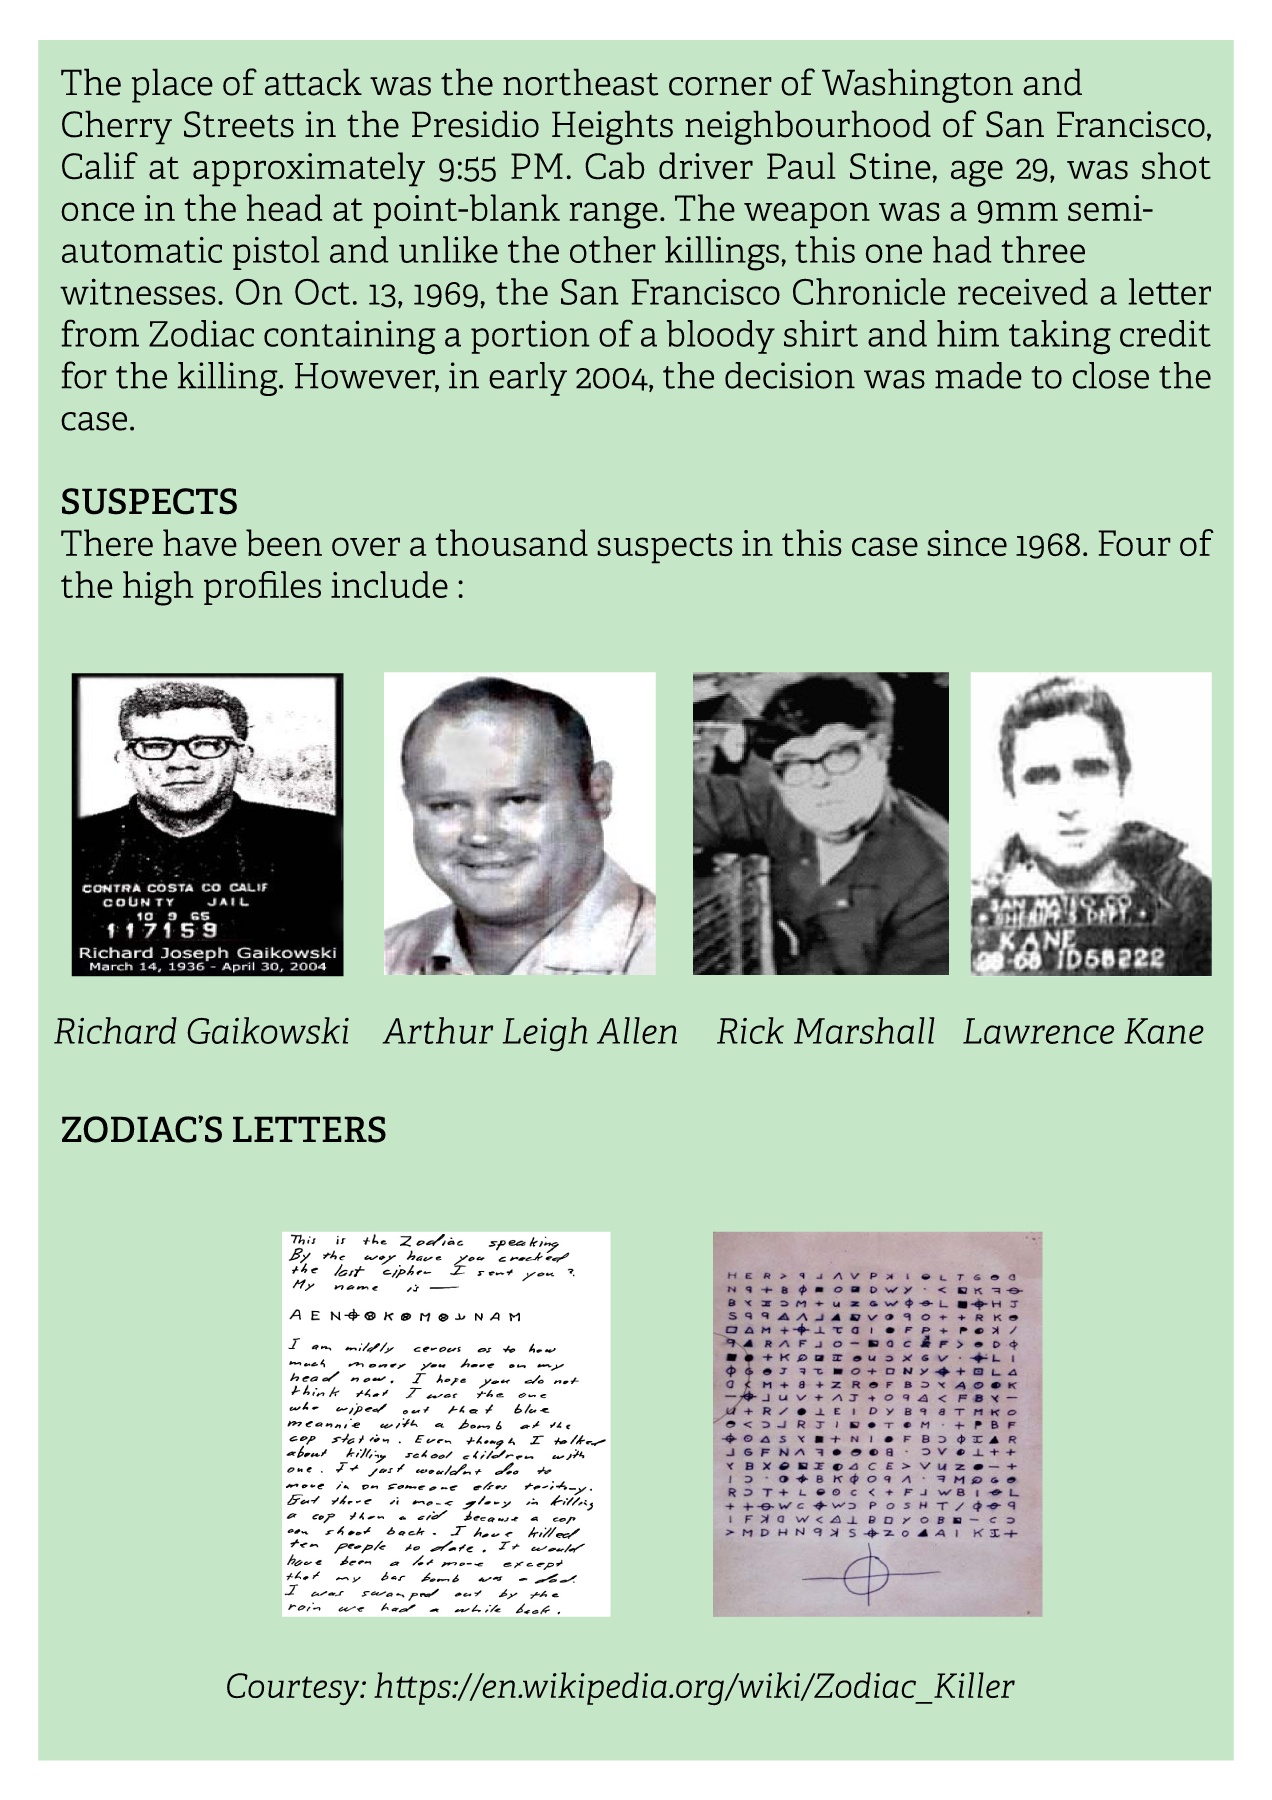 The place of attack was the northeast corner of Washington and
Cherry Streets in the Presidio Heights neighbourhood of San Francisco,
Calif at approximately 9:55 PM. Cab driver Paul Stine, age 29, was shot
once in the head at point-blank range. The weapon was a 9mm semi-
automatic pistol and unlike the other killings, this one had three
witnesses. On Oct. 13, 1969, the San Francisco Chronicle received a letter
from Zodiac containing a portion of a bloody shirt and him taking credit
for the killing. However, in early 2004, the decision was made to close the
case.
SUSPECTS
There have been over a thousand suspects in this case since 1968. Four of
the high profiles include :
CONTRA COSTA CO CALIF
COUNTY JAIL
10 9 65
117159
Richard Joseph Gaikowski
March 14, 1936 - April 30, 2004
SAN MATEO CO
SHERIFF'S DEPT
KANE
ID58222
Richard Gaikowski
Arthur Leigh Allen
Rick Marshall
Lawrence Kane
ZODIAC'S LETTERS
This is the Zodiac speaking
By the way have you cracked
the last cipher I sent you ?
My name is —
I am mildly cerous as to how
much money you have on my
head now. I hope you do not
think that I was the one
who wiped out that blue
meannie with a bomb at the
cop station. Even though I talked
about killing school children with
one. It just wouldnt doo to
move in on someone elses teritory.
But there is more glory in killing
a cop than a cid because a cop
can shoot back. I have killed
ten people to date. It would
have been a lot more except
that my bus bomb was a dud.
I was swamped out by the
rain we had a while back.
Courtesy: https://en.wikipedia.org/wiki/Zodiac_Killer